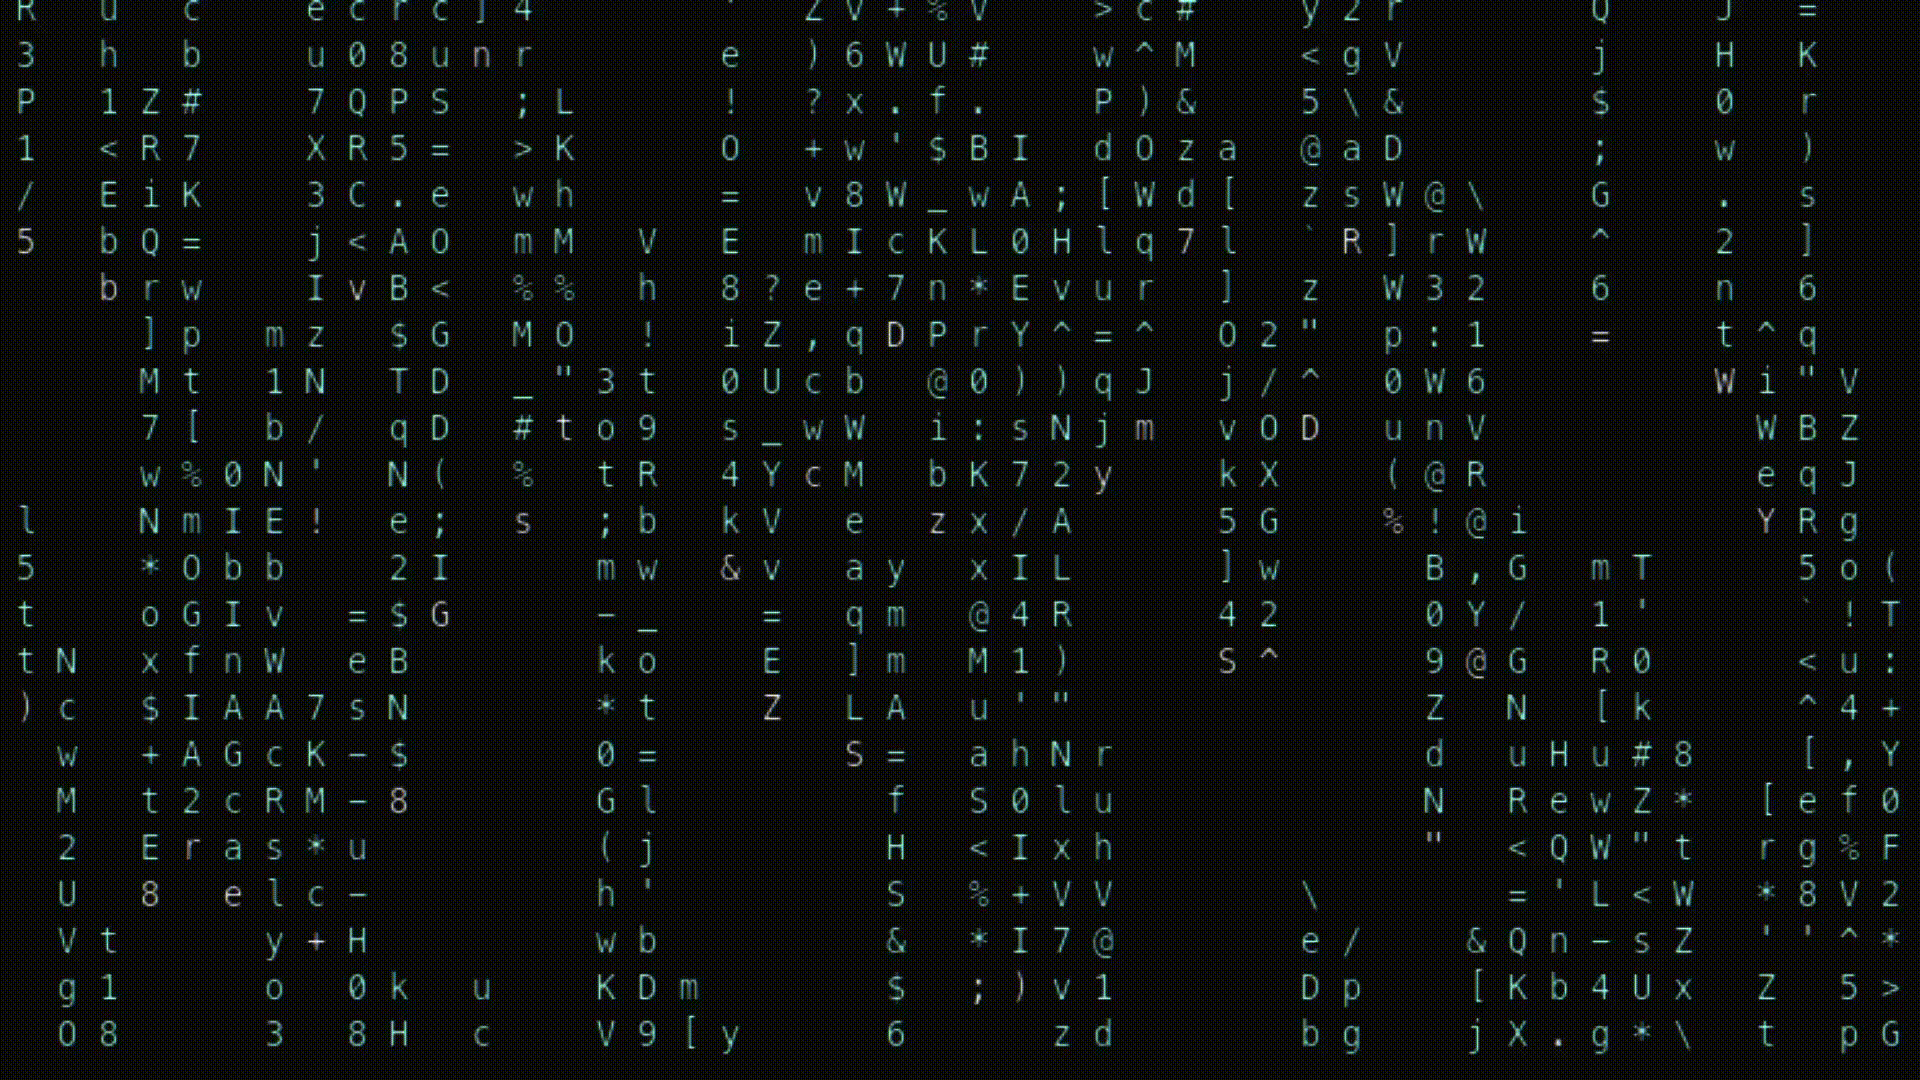 R u c e c r c ] 4 ` Z V + % V > c # y 2 r Q J =
3 h b u 0 8 u n r e ) 6 W U # w ^ M < g V j H K
P 1 Z # 7 Q P S ; L ! ? x . f . P ) & 5 \ & $ 0 r
1 < R 7 X R 5 = > K O + w ' $ B I d O z a @ a D ; w )
/ E i K 3 C . e w h = v 8 W _ w A ; [ W d [ z s W @ \ G . s
5 b Q = j < A O m M V E m I c K L 0 H l q 7 l ` R ] r W ^ 2 ]
b r w I v B < % % h 8 ? e + 7 n * E v u r ] z W 3 2 6 n 6
] p m z $ G M O ! i Z , q D P r Y ^ = ^ O 2 " p : 1 = t ^ q
M t 1 N T D _ " 3 t 0 U c b @ 0 ) ) q J j / ^ 0 W 6 W i " V
7 [ b / q D # t o 9 s _ w W i : s N j m v O D u n V W B Z
w % 0 N ' N ( % t R 4 Y c M b K 7 2 y k X ( @ R e q J
l N m I E ! e ; s ; b k V e z x / A 5 G % ! @ i Y R g
5 * O b b 2 I m w & v a y x I L ] w B , G m T 5 o (
t o G I v = $ G - _ = q m @ 4 R 4 2 0 Y / 1 ' ` ! T
t N x f n W e B k o E ] m M 1 ) S ^ 9 @ G R 0 < u :
) c $ I A A 7 s N * t Z L A u ' " Z N [ k ^ 4 +
w + A G c K - $ 0 = S = a h N r d u H u # 8 [ , Y
M t 2 c R M - 8 G l f S 0 l u N R e w Z * [ e f 0
2 E r a s * u ( j H < I x h " < Q W " t r g % F
U 8 e l c - h ' S % + V V \ = ' L < W * 8 V 2
V t y + H w b & * I 7 @ e / & Q n - s Z ' ' ^ *
g 1 o 0 k u K D m $ ; ) v 1 D p [ K b 4 U x Z 5 >
O 8 3 8 H c V 9 [ y 6 z d b g j X . g * \ t p G